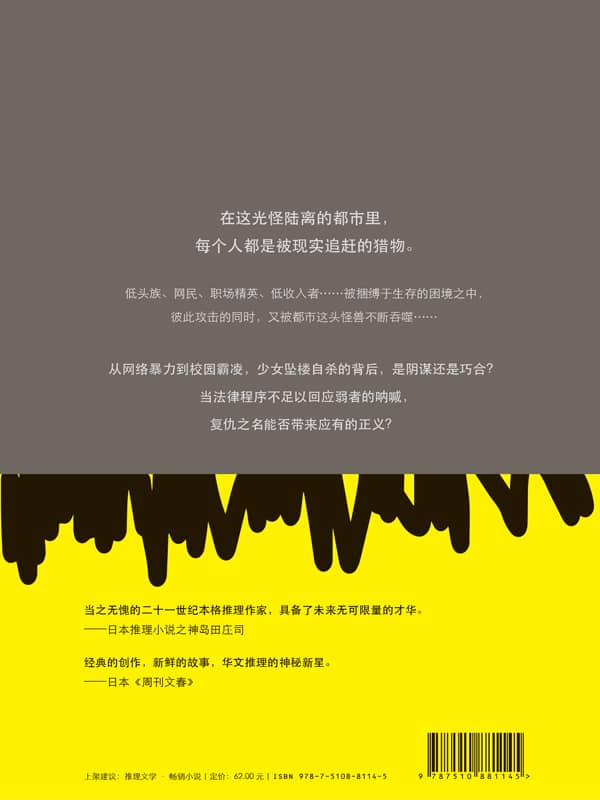 在这光怪陆离的都市里，
每个人都是被现实追赶的猎物。
低头族、网民、职场精英、低收入者……被捆缚于生存的困境之中，
彼此攻击的同时，又被都市这头怪兽不断吞噬……
从网络暴力到校园霸凌，少女坠楼自杀的背后，是阴谋还是巧合？
当法律程序不足以回应弱者的呐喊，
复仇之名能否带来应有的正义？
当之无愧的二十一世纪本格推理作家，具备了未来无可限量的才华。
——日本推理小说之神岛田庄司
经典的创作，新鲜的故事，华文推理的神秘新星。
——日本《周刊文春》
上架建议：推理文学 · 畅销小说 | 定价：62.00 元 | ISBN 978-7-5108-8114-5
9 787510 881145 >